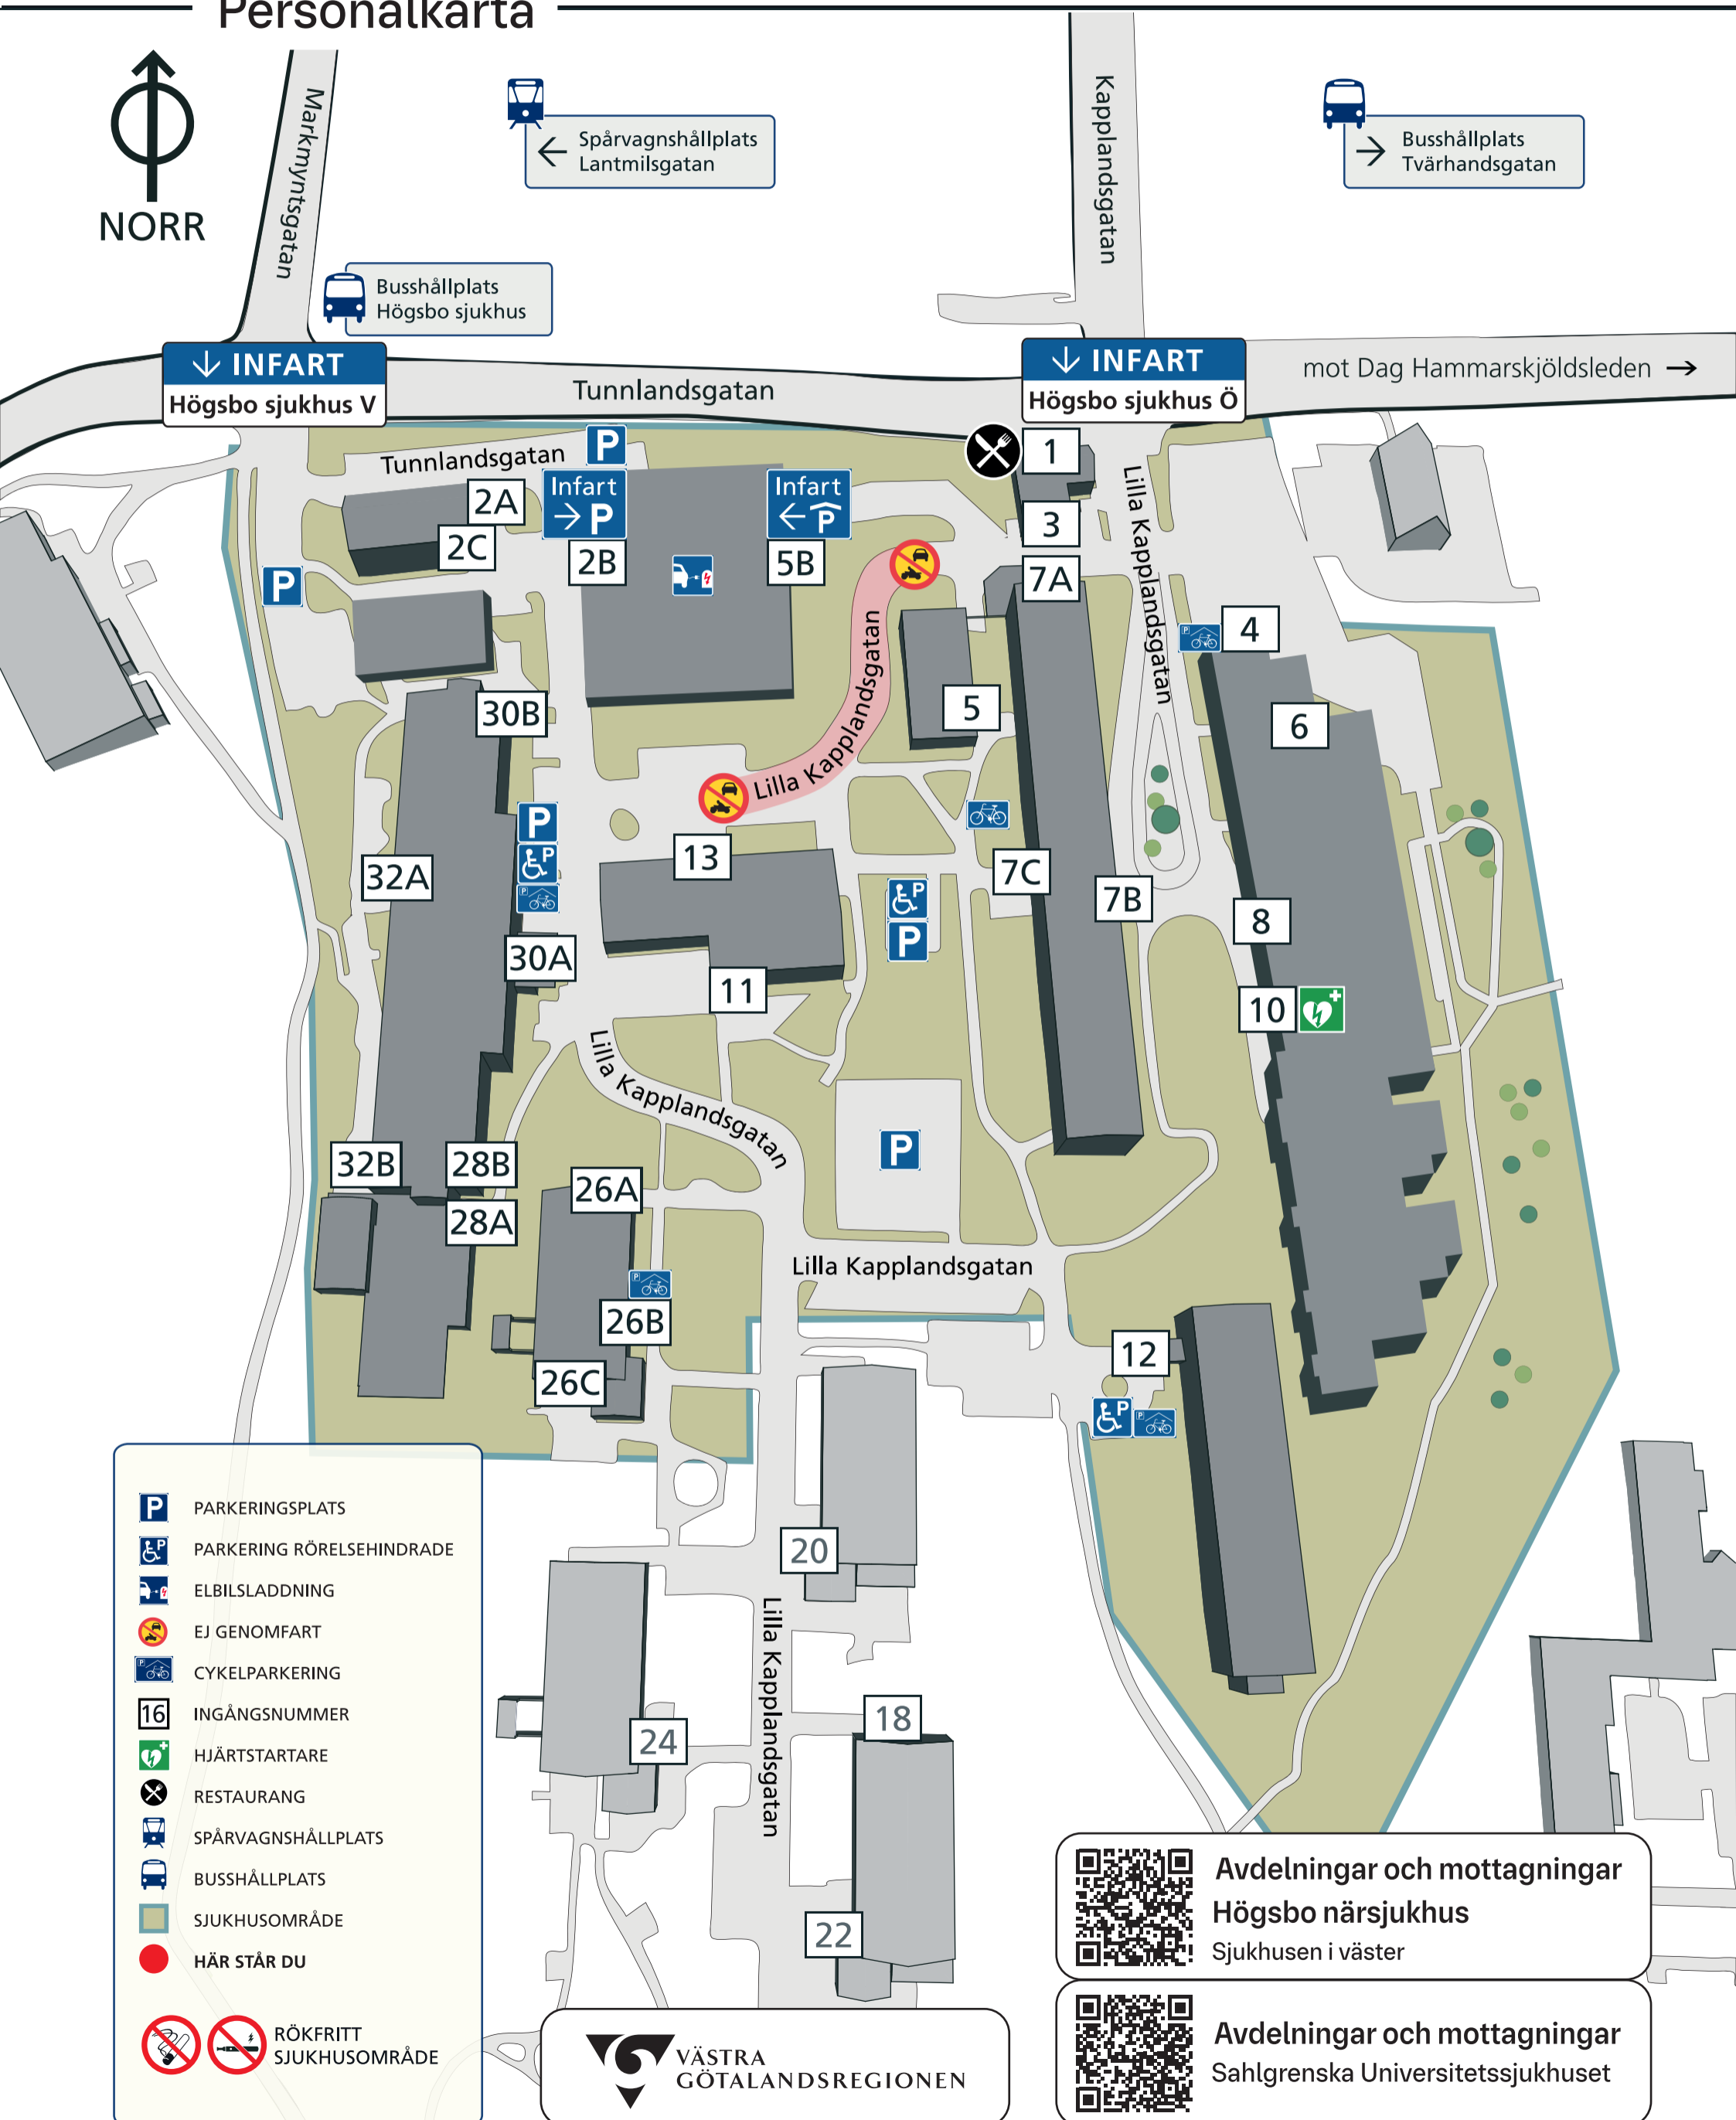 Personalkarta
NORR
Markmyntsgatan
Spårvagnshållplats
Lantmilsgatan
Kapplandsgatan
Busshållplats
Tvärhandsgatan
Busshållplats
Högsbo sjukhus
INFART
Högsbo sjukhus V
Tunnlandsgatan
INFART
Högsbo sjukhus Ö
mot Dag Hammarskjöldsleden
Tunnlandsgatan
P
Infart
P
Infart
P
1
2A
2C
2B
5B
3
7A
P
Lilla Kapplandsgatan
Lilla Kapplandsgatan
P
4
5
6
30B
P
P
P
32A
13
7C
7B
P
P
8
30A
11
10
Lilla Kapplandsgatan
P
32B
28B
26A
28A
Lilla Kapplandsgatan
P
26B
12
26C
P
P
20
Lilla Kapplandsgatan
18
24
22
P PARKERINGSPLATS
P PARKERING RÖRELSEHINDRADE
ELBILSLADDNING
EJ GENOMFART
P CYKELPARKERING
16 INGÅNGSNUMMER
HJÄRTSTARTARE
RESTAURANG
SPÅRVAGNSHÅLLPLATS
BUSSHÅLLPLATS
SJUKHUSOMRÅDE
HÄR STÅR DU
RÖKFRITT
SJUKHUSOMRÅDE
VÄSTRA
GÖTALANDSREGIONEN
Avdelningar och mottagningar
Högsbo närsjukhus
Sjukhusen i väster
Avdelningar och mottagningar
Sahlgrenska Universitetssjukhuset